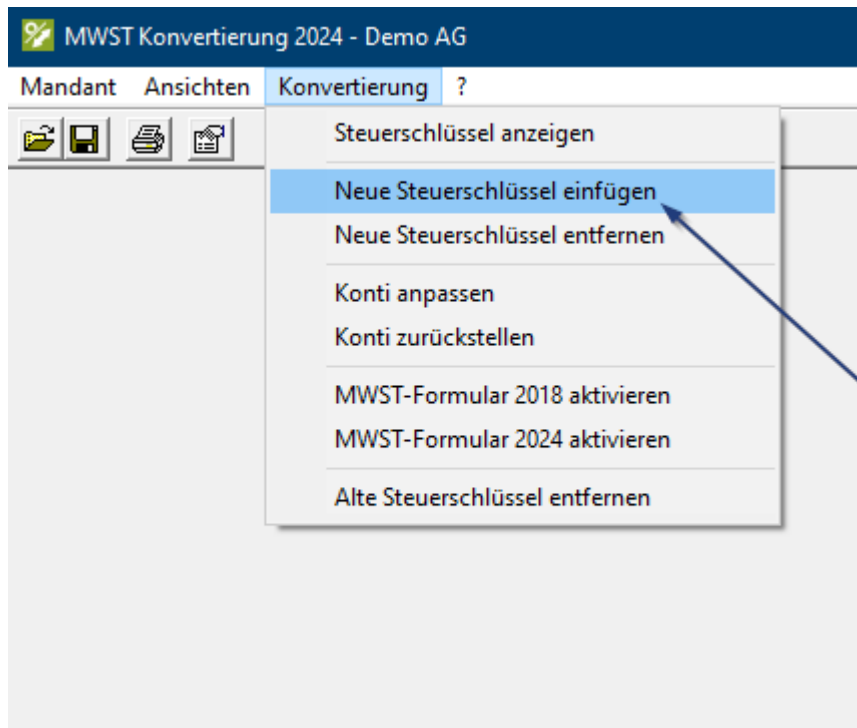 MWST Konvertierung 2024 - Demo AG
Mandant Ansichten Konvertierung ?
Steuerschlüssel anzeigen
Neue Steuerschlüssel einfügen
Neue Steuerschlüssel entfernen
Konti anpassen
Konti zurückstellen
MWST-Formular 2018 aktivieren
MWST-Formular 2024 aktivieren
Alte Steuerschlüssel entfernen